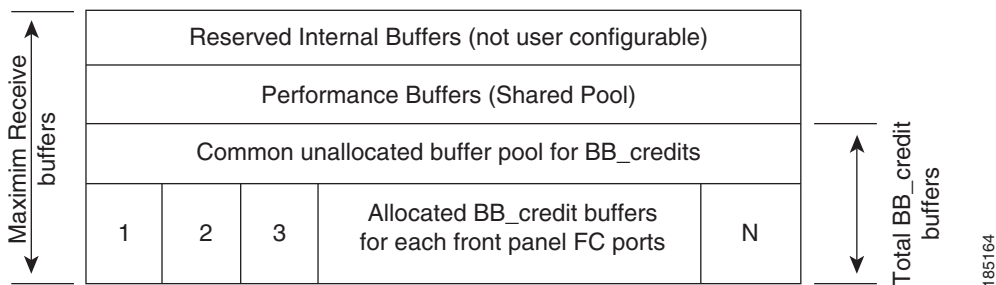 Maximim Receive
buffers
Reserved Internal Buffers (not user configurable)
Performance Buffers (Shared Pool)
Common unallocated buffer pool for BB_credits
1
2
3
Allocated BB_credit buffers
for each front panel FC ports
N
Total BB_credit
buffers
185164